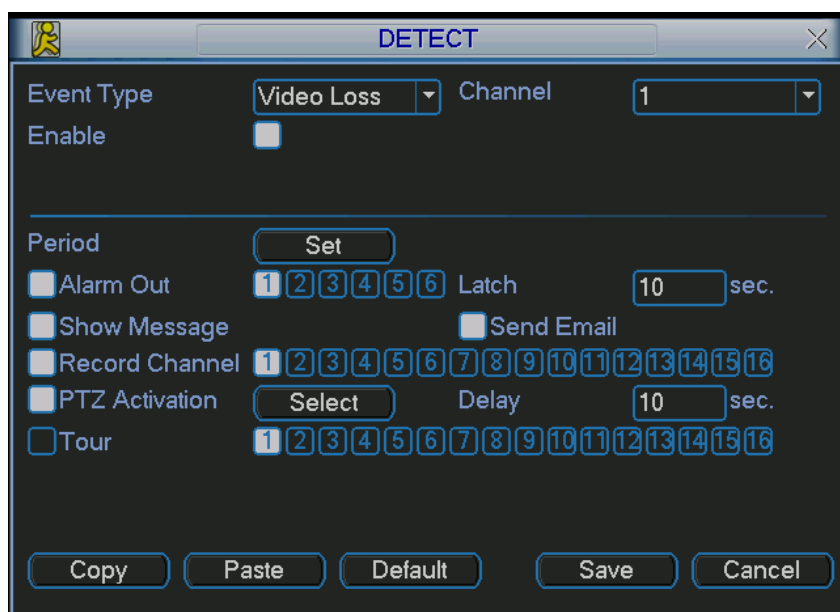 DETECT
Event Type Video Loss Channel 1
Enable
Period Set
Alarm Out 1 2 3 4 5 6 Latch 10 sec.
Show Message Send Email
Record Channel 1 2 3 4 5 6 7 8 9 10 11 12 13 14 15 16
PTZ Activation Select Delay 10 sec.
Tour 1 2 3 4 5 6 7 8 9 10 11 12 13 14 15 16
Copy Paste Default Save Cancel